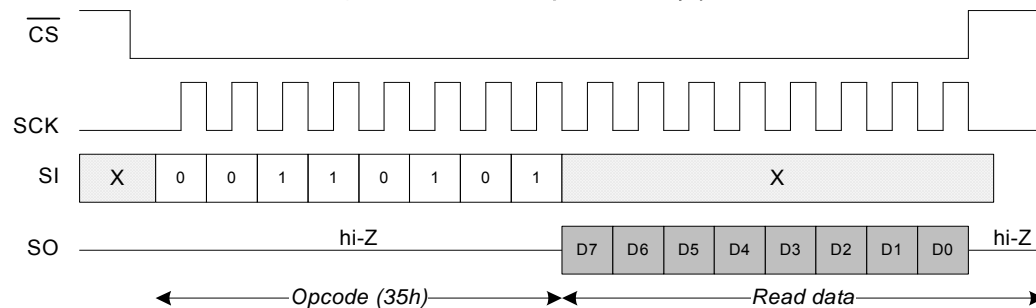 CS
SCK
SI X 0 0 1 1 0 1 0 1 X
SO hi-Z D7 D6 D5 D4 D3 D2 D1 D0 hi-Z
Opcode (35h) Read data